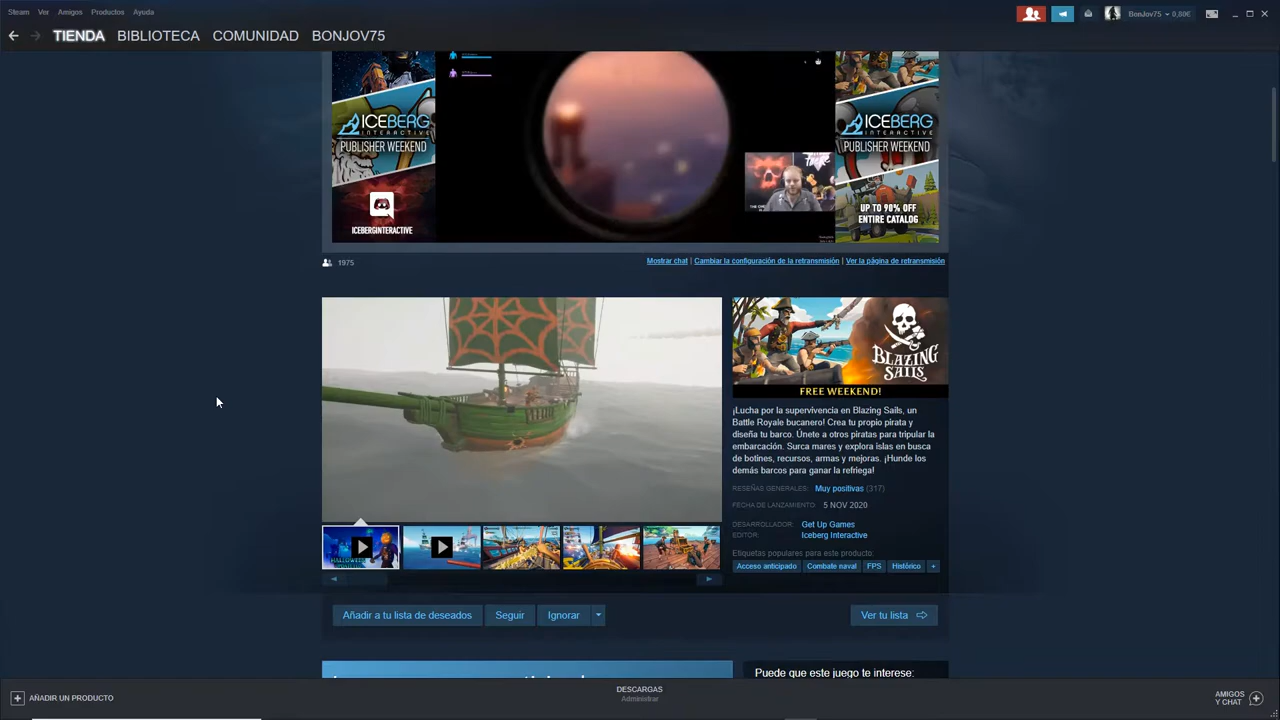 Steam Ver Amigos Productos Ayuda
BonJov75 0,80€
TIENDA BIBLIOTECA COMUNIDAD BONJOV75
ICEBERG
INTERACTIVE
PUBLISHER WEEKEND
ICEBERGINTERACTIVE
ICEBERG
INTERACTIVE
PUBLISHER WEEKEND
UP TO 90% OFF
ENTIRE CATALOG
1975
Mostrar chat | Cambiar la configuración de la retransmisión | Ver la página de retransmisión
BLAZING
SAILS
FREE WEEKEND!
¡Lucha por la supervivencia en Blazing Sails, un
Battle Royale bucanero! Crea tu propio pirata y
diseña tu barco. Únete a otros piratas para tripular la
embarcación. Surca mares y explora islas en busca
de botines, recursos, armas y mejoras. ¡Hunde los
demás barcos para ganar la refriega!
RESEÑAS GENERALES: Muy positivas (317)
FECHA DE LANZAMIENTO: 5 NOV 2020
DESARROLLADOR: Get Up Games
EDITOR: Iceberg Interactive
Etiquetas populares para este producto:
Acceso anticipado Combate naval FPS Histórico +
Añadir a tu lista de deseados Seguir Ignorar Ver tu lista
Puede que este juego te interese:
AÑADIR UN PRODUCTO
DESCARGAS
Administrar
AMIGOS
Y CHAT